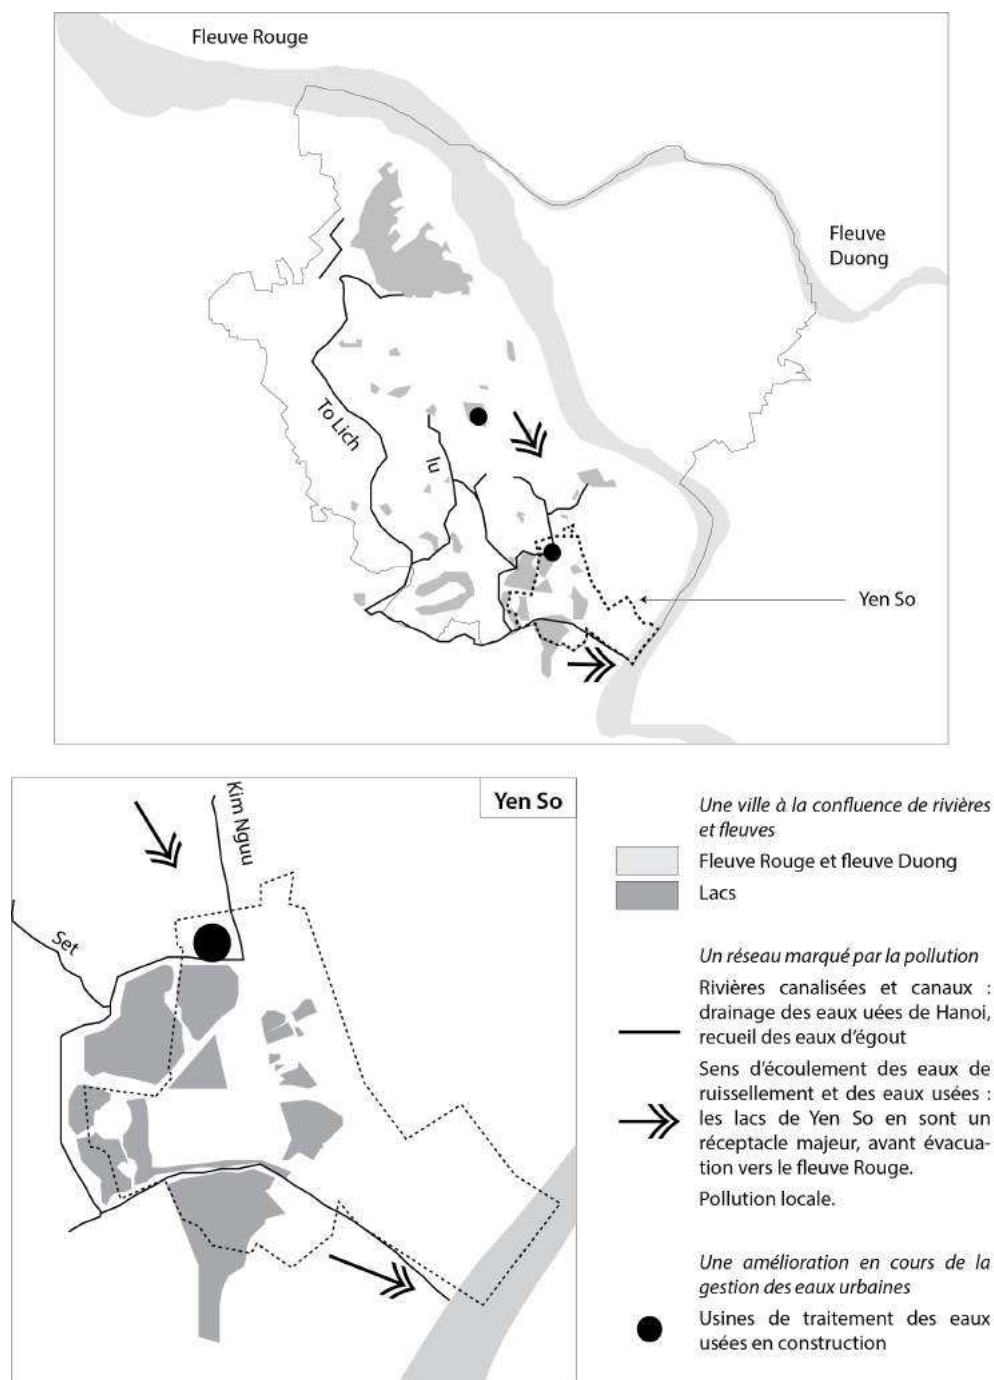 Fleuve Rouge
Fleuve
Duong
To Lich
lu
Yen So
Yen So
Kim Nguu
Set
Une ville à la confluence de rivières
et fleuves
Fleuve Rouge et fleuve Duong
Lacs
Un réseau marqué par la pollution
Rivières canalisées et canaux :
drainage des eaux uées de Hanoi,
recueil des eaux d'égout
Sens d'écoulement des eaux de
ruissellement et des eaux usées :
les lacs de Yen So en sont un
réceptacle majeur, avant évacua-
tion vers le fleuve Rouge.
Pollution locale.
Une amélioration en cours de la
gestion des eaux urbaines
Usines de traitement des eaux
usées en construction